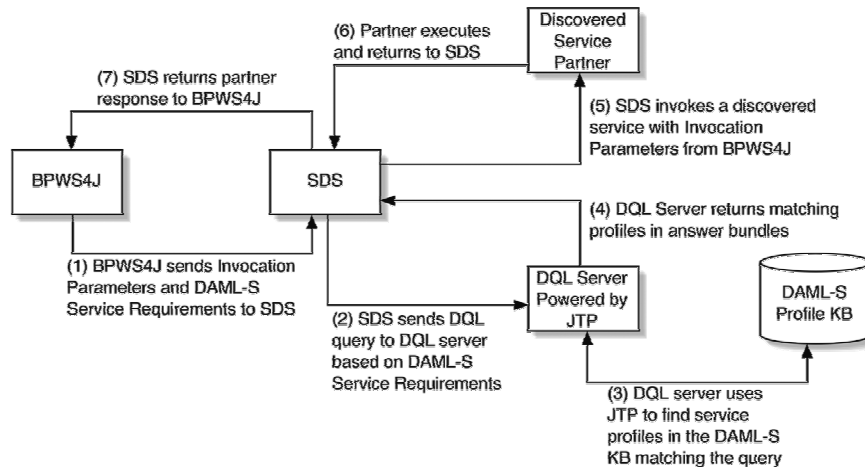 (6) Partner executes
and returns to SDS
Discovered
Service
Partner
(7) SDS returns partner
response to BPWS4J
(5) SDS invokes a discovered
service with Invocation
Parameters from BPWS4J
BPWS4J
SDS
(4) DQL Server returns matching
profiles in answer bundles
(1) BPWS4J sends Invocation
Parameters and DAML-S
Service Requirements to SDS
DQL Server
Powered by
JTP
DAML-S
Profile KB
(2) SDS sends DQL
query to DQL server
based on DAML-S
Service Requirements
(3) DQL server uses
JTP to find service
profiles in the DAML-S
KB matching the query